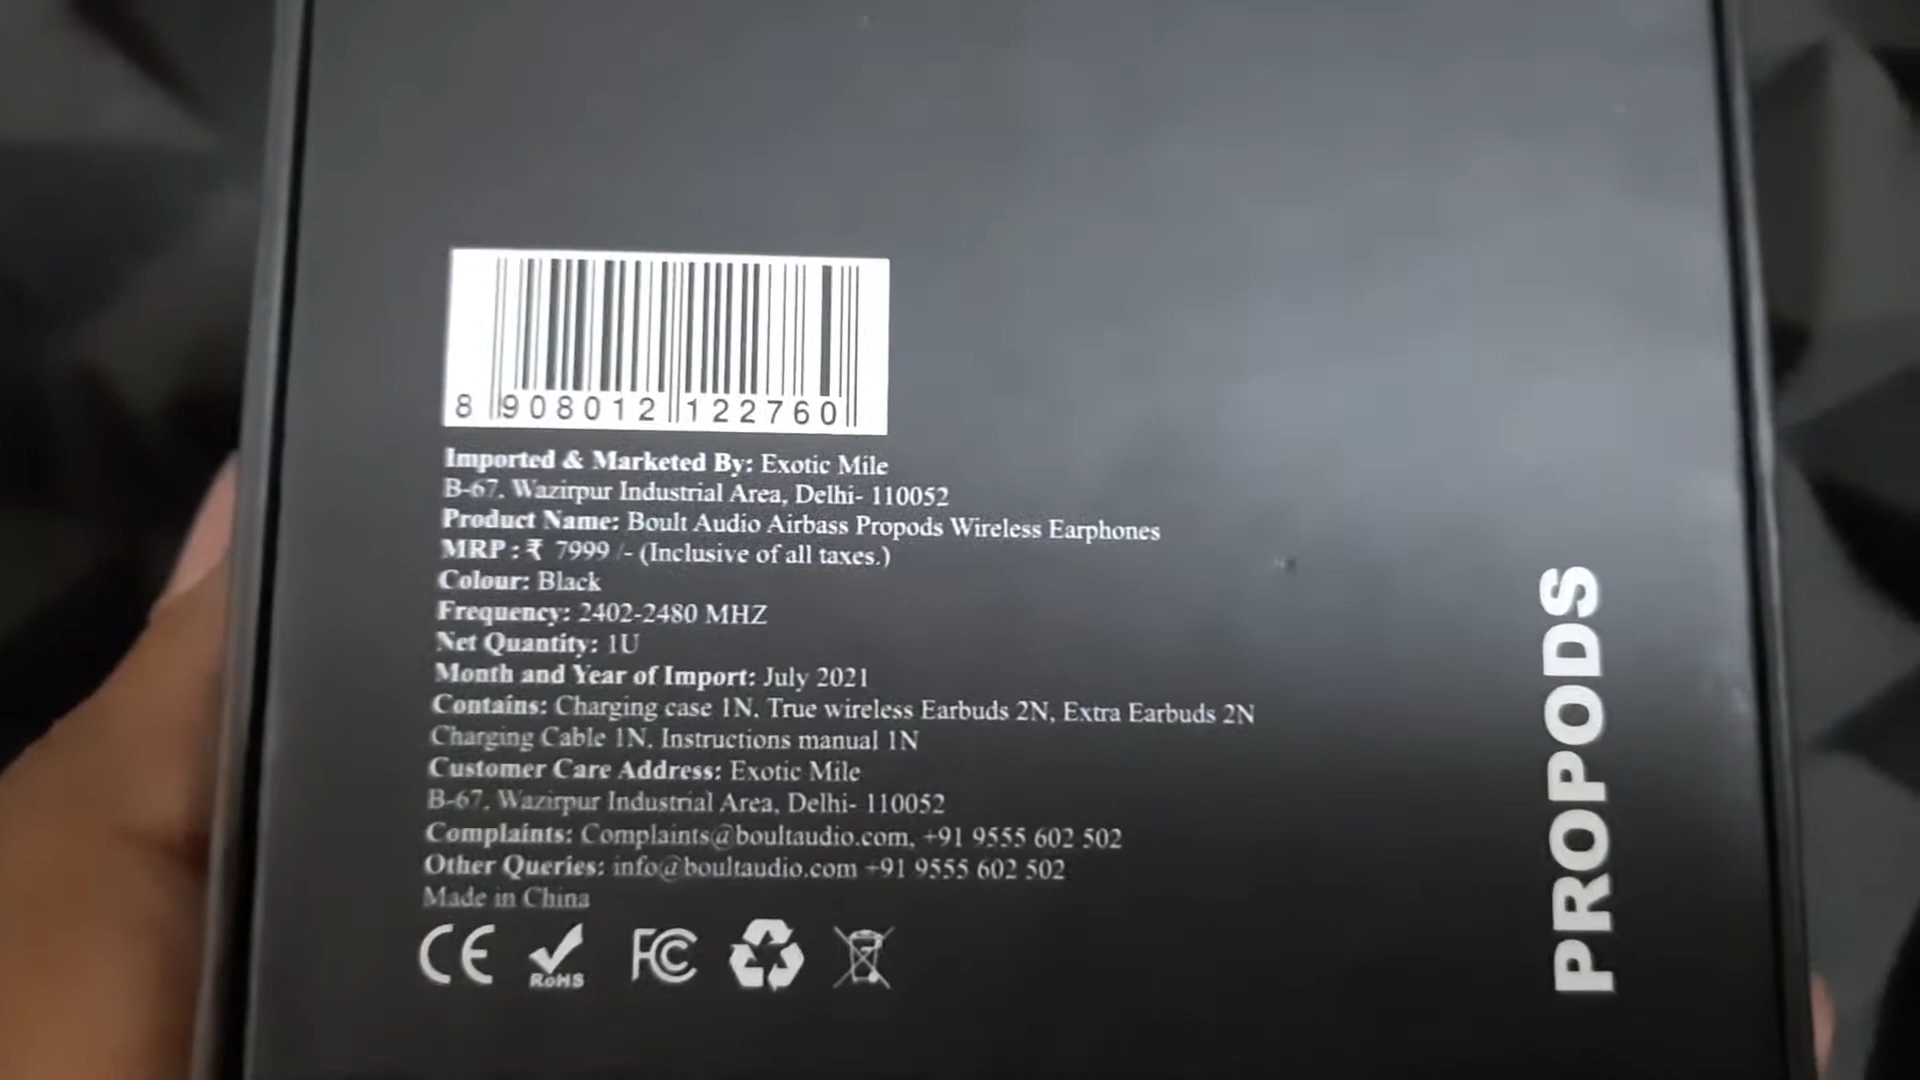 8 908012 122760
Imported & Marketed By: Exotic Mile
B-67, Wazirpur Industrial Area, Delhi- 110052
Product Name: Boult Audio Airbass Propods Wireless Earphones
MRP : ₹ 7999 /- (Inclusive of all taxes.)
Colour: Black
Frequency: 2402-2480 MHZ
Net Quantity: 1U
Month and Year of Import: July 2021
Contains: Charging case 1N, True wireless Earbuds 2N, Extra Earbuds 2N
Charging Cable 1N, Instructions manual 1N
Customer Care Address: Exotic Mile
B-67, Wazirpur Industrial Area, Delhi- 110052
Complaints: Complaints@boultaudio.com, +91 9555 602 502
Other Queries: info@boultaudio.com +91 9555 602 502
Made in China
CE RoHS FC
PROPODS